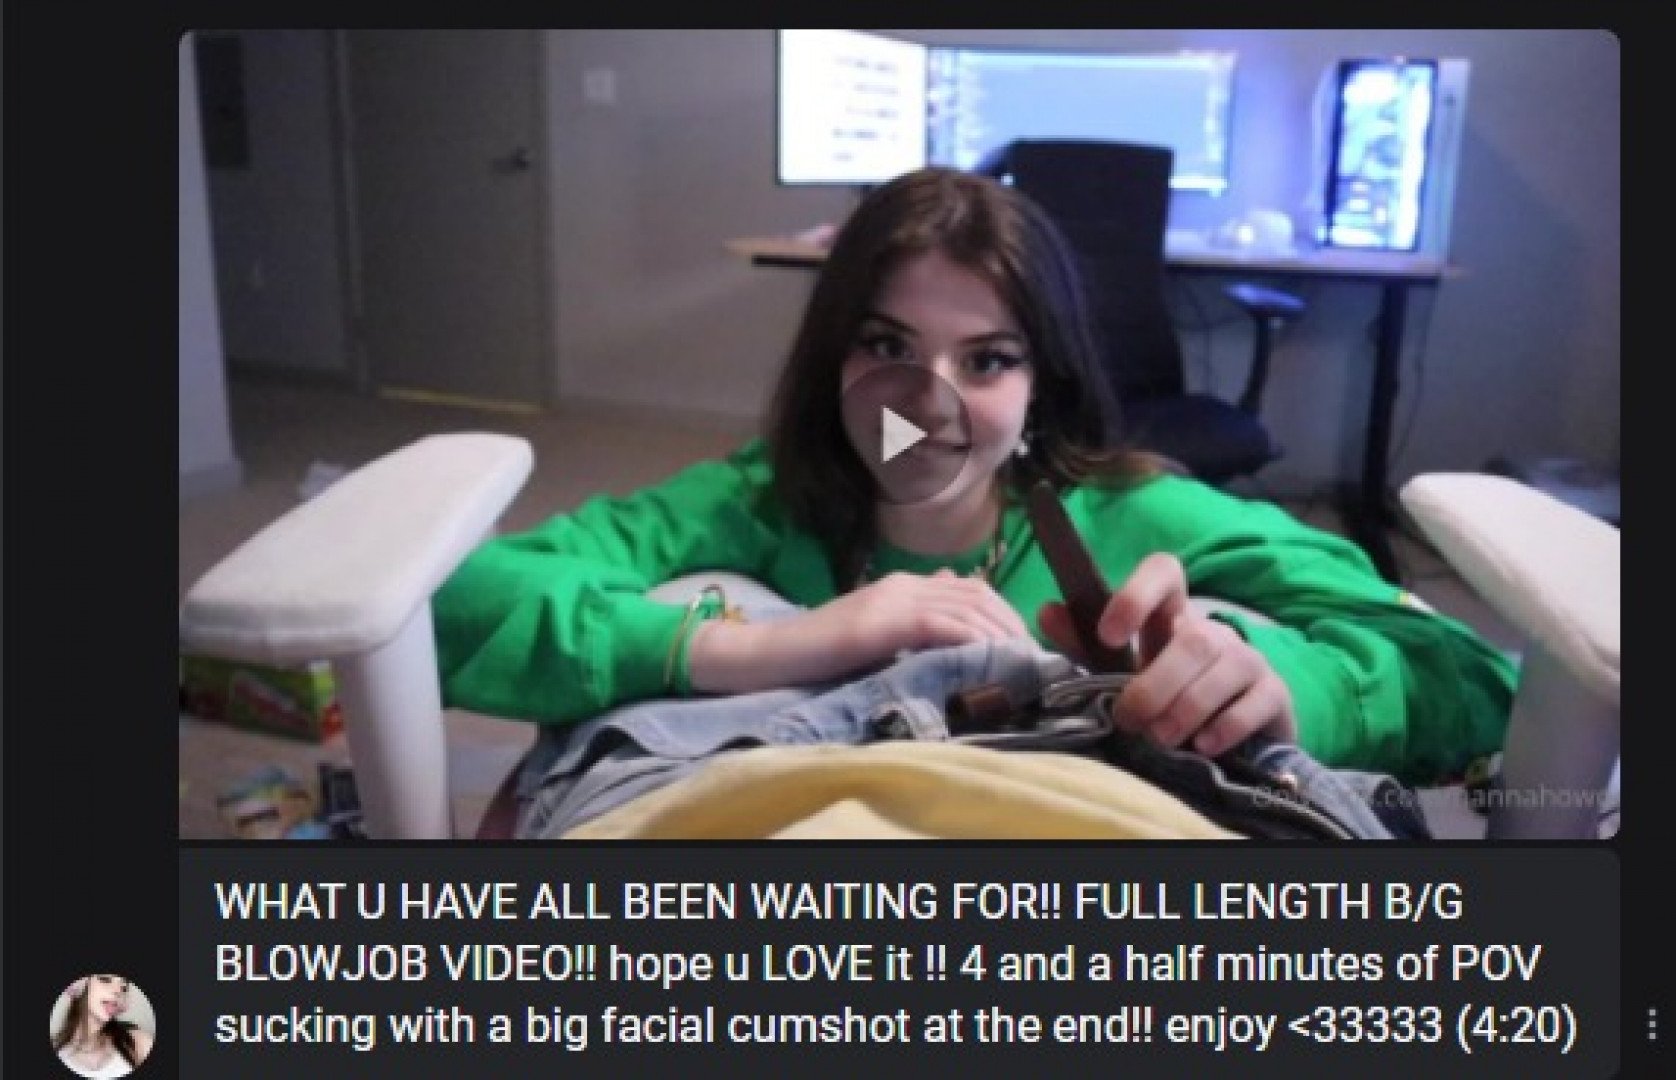 WHAT U HAVE ALL BEEN WAITING FOR!! FULL LENGTH B/G
BLOWJOB VIDEO!! hope u LOVE it !! 4 and a half minutes of POV
sucking with a big facial cumshot at the end!! enjoy <33333 (4:20)